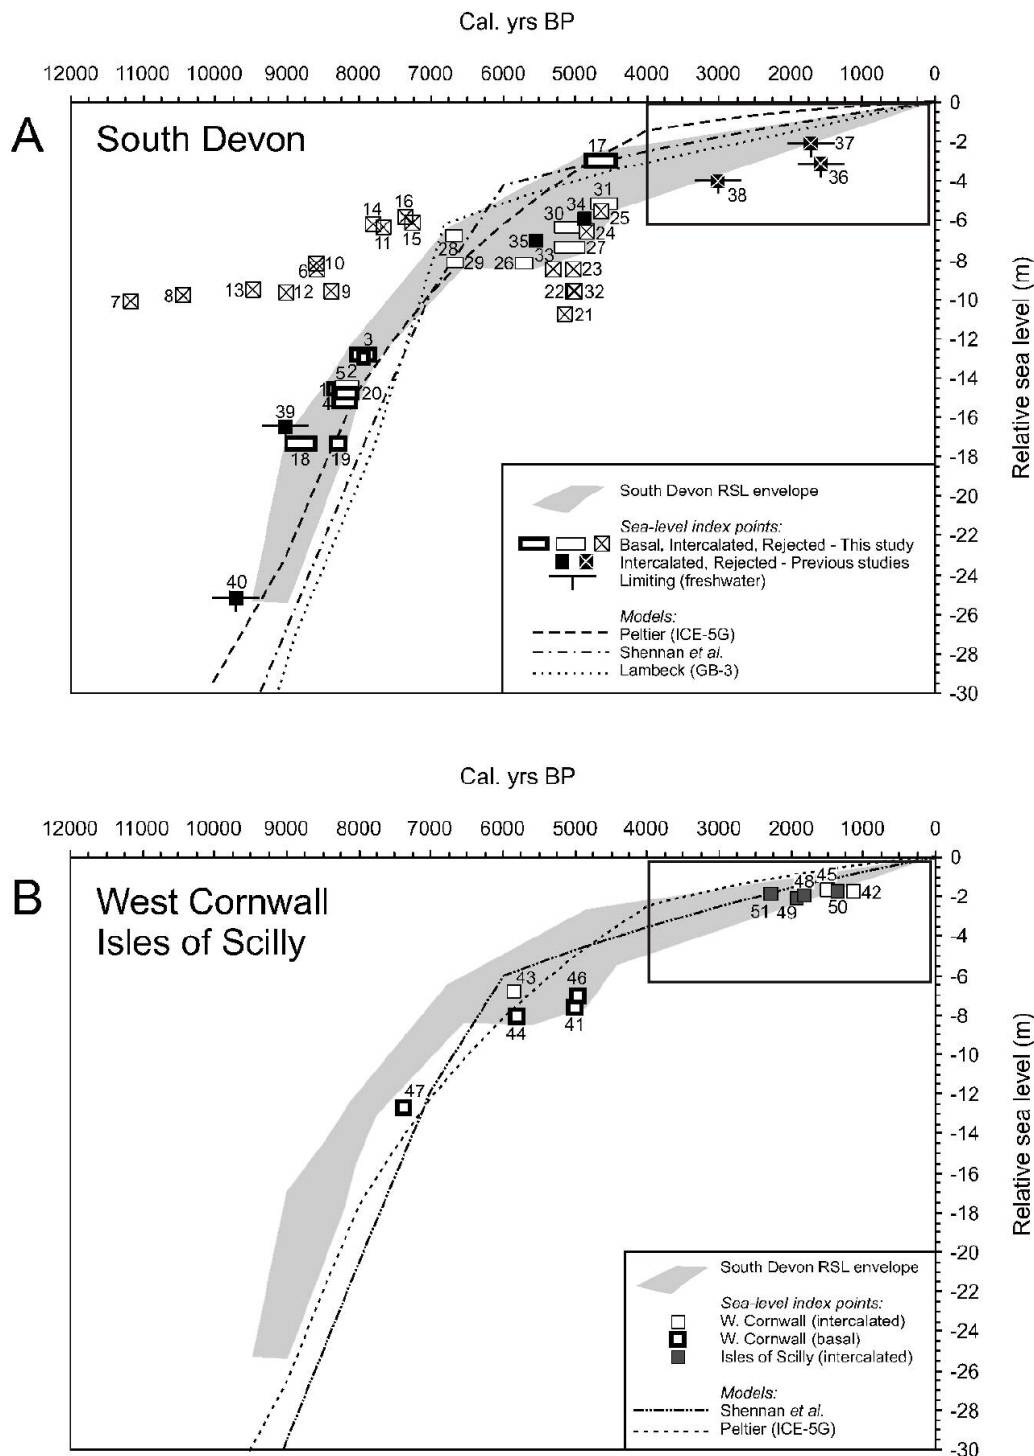 Cal. yrs BP
12000 11000 10000 9000 8000 7000 6000 5000 4000 3000 2000 1000 0
A
South Devon
0
-2
-4
-6
-8
-10
-12
-14
-16
-18
-20
-22
-24
-26
-28
-30
Relative sea level (m)
17
37
36
38
16
14
11
15
34
31
30
25
24
28
35
33
27
29
26
23
10
6
22
32
21
7
8
13
12
9
3
5
2
1
4
20
39
18
19
40
South Devon RSL envelope
Sea-level index points:
Basal, Intercalated, Rejected - This study
Intercalated, Rejected - Previous studies
Limiting (freshwater)
Models:
Peltier (ICE-5G)
Shennan et al.
Lambeck (GB-3)
Cal. yrs BP
12000 11000 10000 9000 8000 7000 6000 5000 4000 3000 2000 1000 0
B
West Cornwall
Isles of Scilly
0
-2
-4
-6
-8
-10
-12
-14
-16
-18
-20
-22
-24
-26
-28
-30
Relative sea level (m)
45
48
42
51
49
50
43
46
44
41
47
South Devon RSL envelope
Sea-level index points:
W. Cornwall (intercalated)
W. Cornwall (basal)
Isles of Scilly (intercalated)
Models:
Shennan et al.
Peltier (ICE-5G)